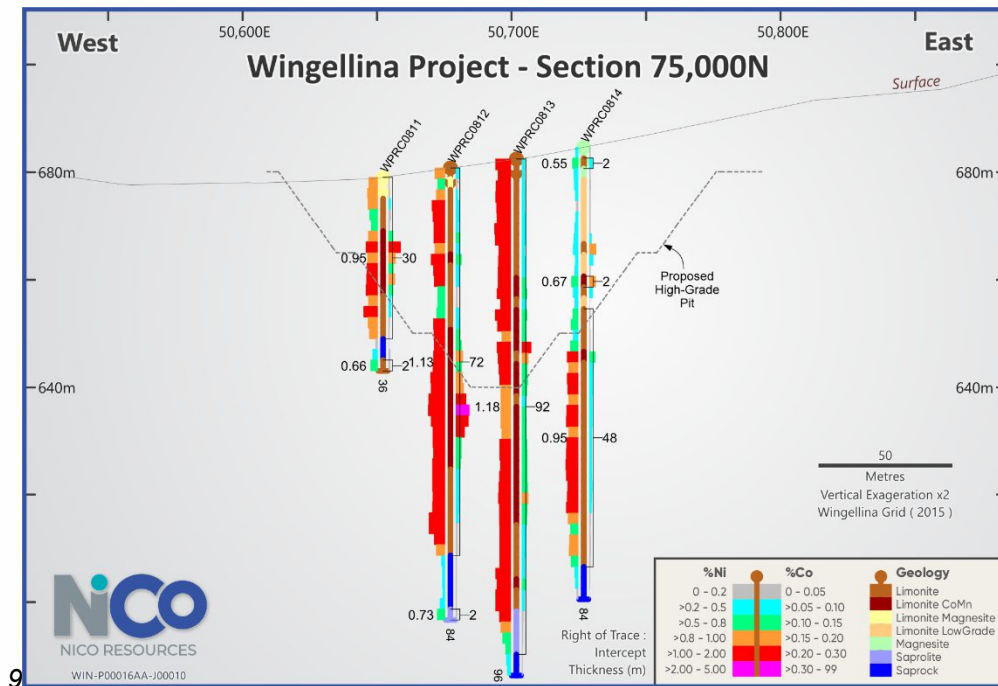 West
50,600E
50,700E
50,800E
East
Wingellina Project - Section 75,000N
Surface
WPRC0811
WPRC0812
WPRC0813
WPRC0814
680m
680m
0.55
2
0.95
30
0.67
2
Proposed
High-Grade
Pit
640m
640m
0.66
2
1.13
72
1.18
92
0.95
48
36
50
Metres
Vertical Exageration x2
Wingellina Grid ( 2015 )
0.73
2
84
84
96
NiCo
NICO RESOURCES
WIN-P00016AA-J00010
Right of Trace :
Intercept
Thickness (m)
%Ni
%Co
Geology
0 - 0.2
0 - 0.05
Limonite
>0.2 - 0.5
>0.05 - 0.10
Limonite CoMn
>0.5 - 0.8
>0.10 - 0.15
Limonite Magnesite
>0.8 - 1.00
>0.15 - 0.20
Limonite LowGrade
>1.00 - 2.00
>0.20 - 0.30
Magnesite
>2.00 - 5.00
>0.30 - 99
Saprolite
Saprock
9